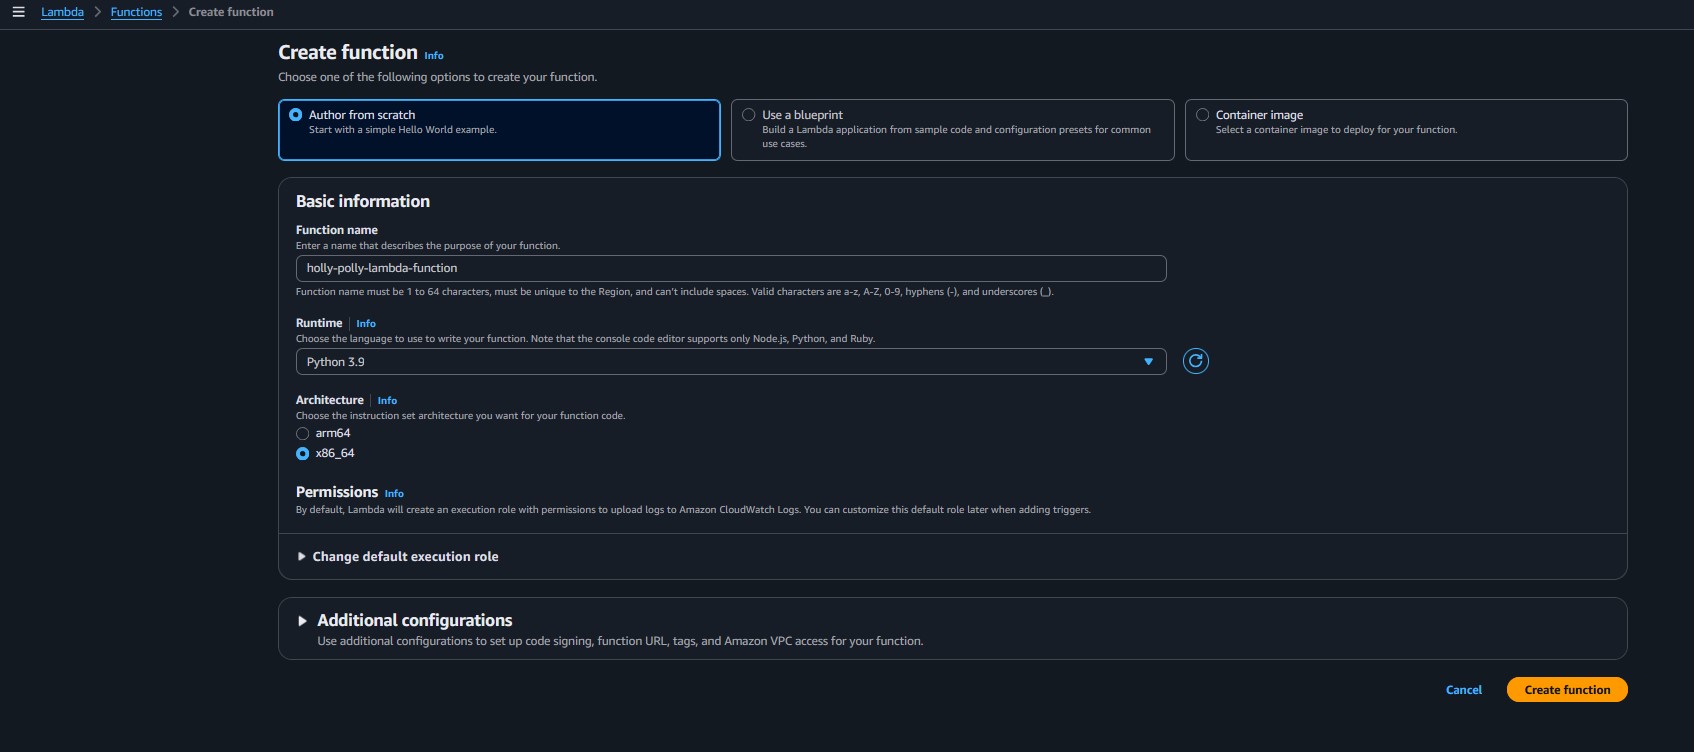 Lambda > Functions > Create function
Create function Info
Choose one of the following options to create your function.
Author from scratch
Start with a simple Hello World example.
Use a blueprint
Build a Lambda application from sample code and configuration presets for common
use cases.
Container image
Select a container image to deploy for your function.
Basic information
Function name
Enter a name that describes the purpose of your function.
holly-polly-lambda-function
Function name must be 1 to 64 characters, must be unique to the Region, and can't include spaces. Valid characters are a-z, A-Z, 0-9, hyphens (-), and underscores (_).
Runtime | Info
Choose the language to use to write your function. Note that the console code editor supports only Node.js, Python, and Ruby.
Python 3.9
Architecture | Info
Choose the instruction set architecture you want for your function code.
arm64
x86_64
Permissions Info
By default, Lambda will create an execution role with permissions to upload logs to Amazon CloudWatch Logs. You can customize this default role later when adding triggers.
Change default execution role
Additional configurations
Use additional configurations to set up code signing, function URL, tags, and Amazon VPC access for your function.
Cancel Create function